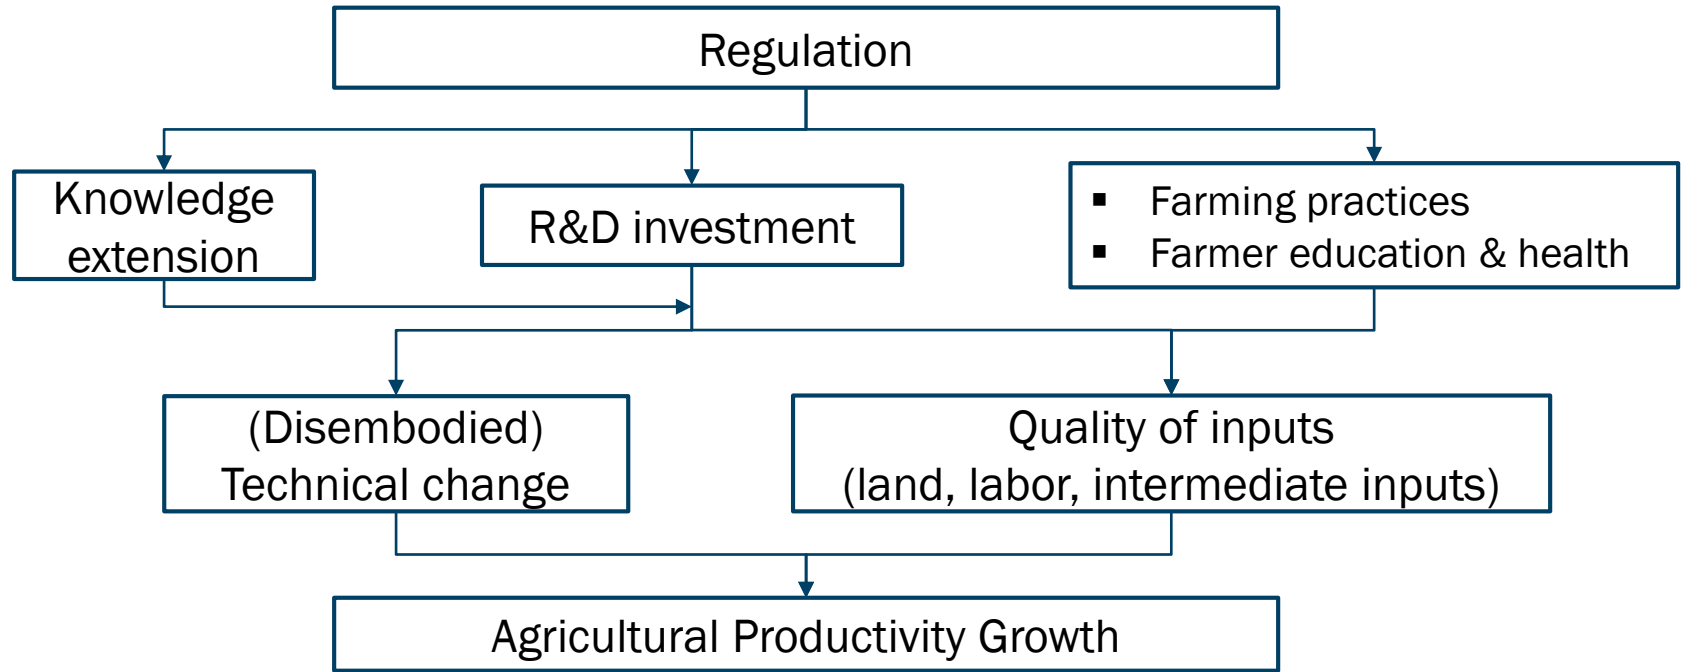 Regulation
Knowledge
extension
R&D investment
▪ Farming practices
▪ Farmer education & health
(Disembodied)
Technical change
Quality of inputs
(land, labor, intermediate inputs)
Agricultural Productivity Growth